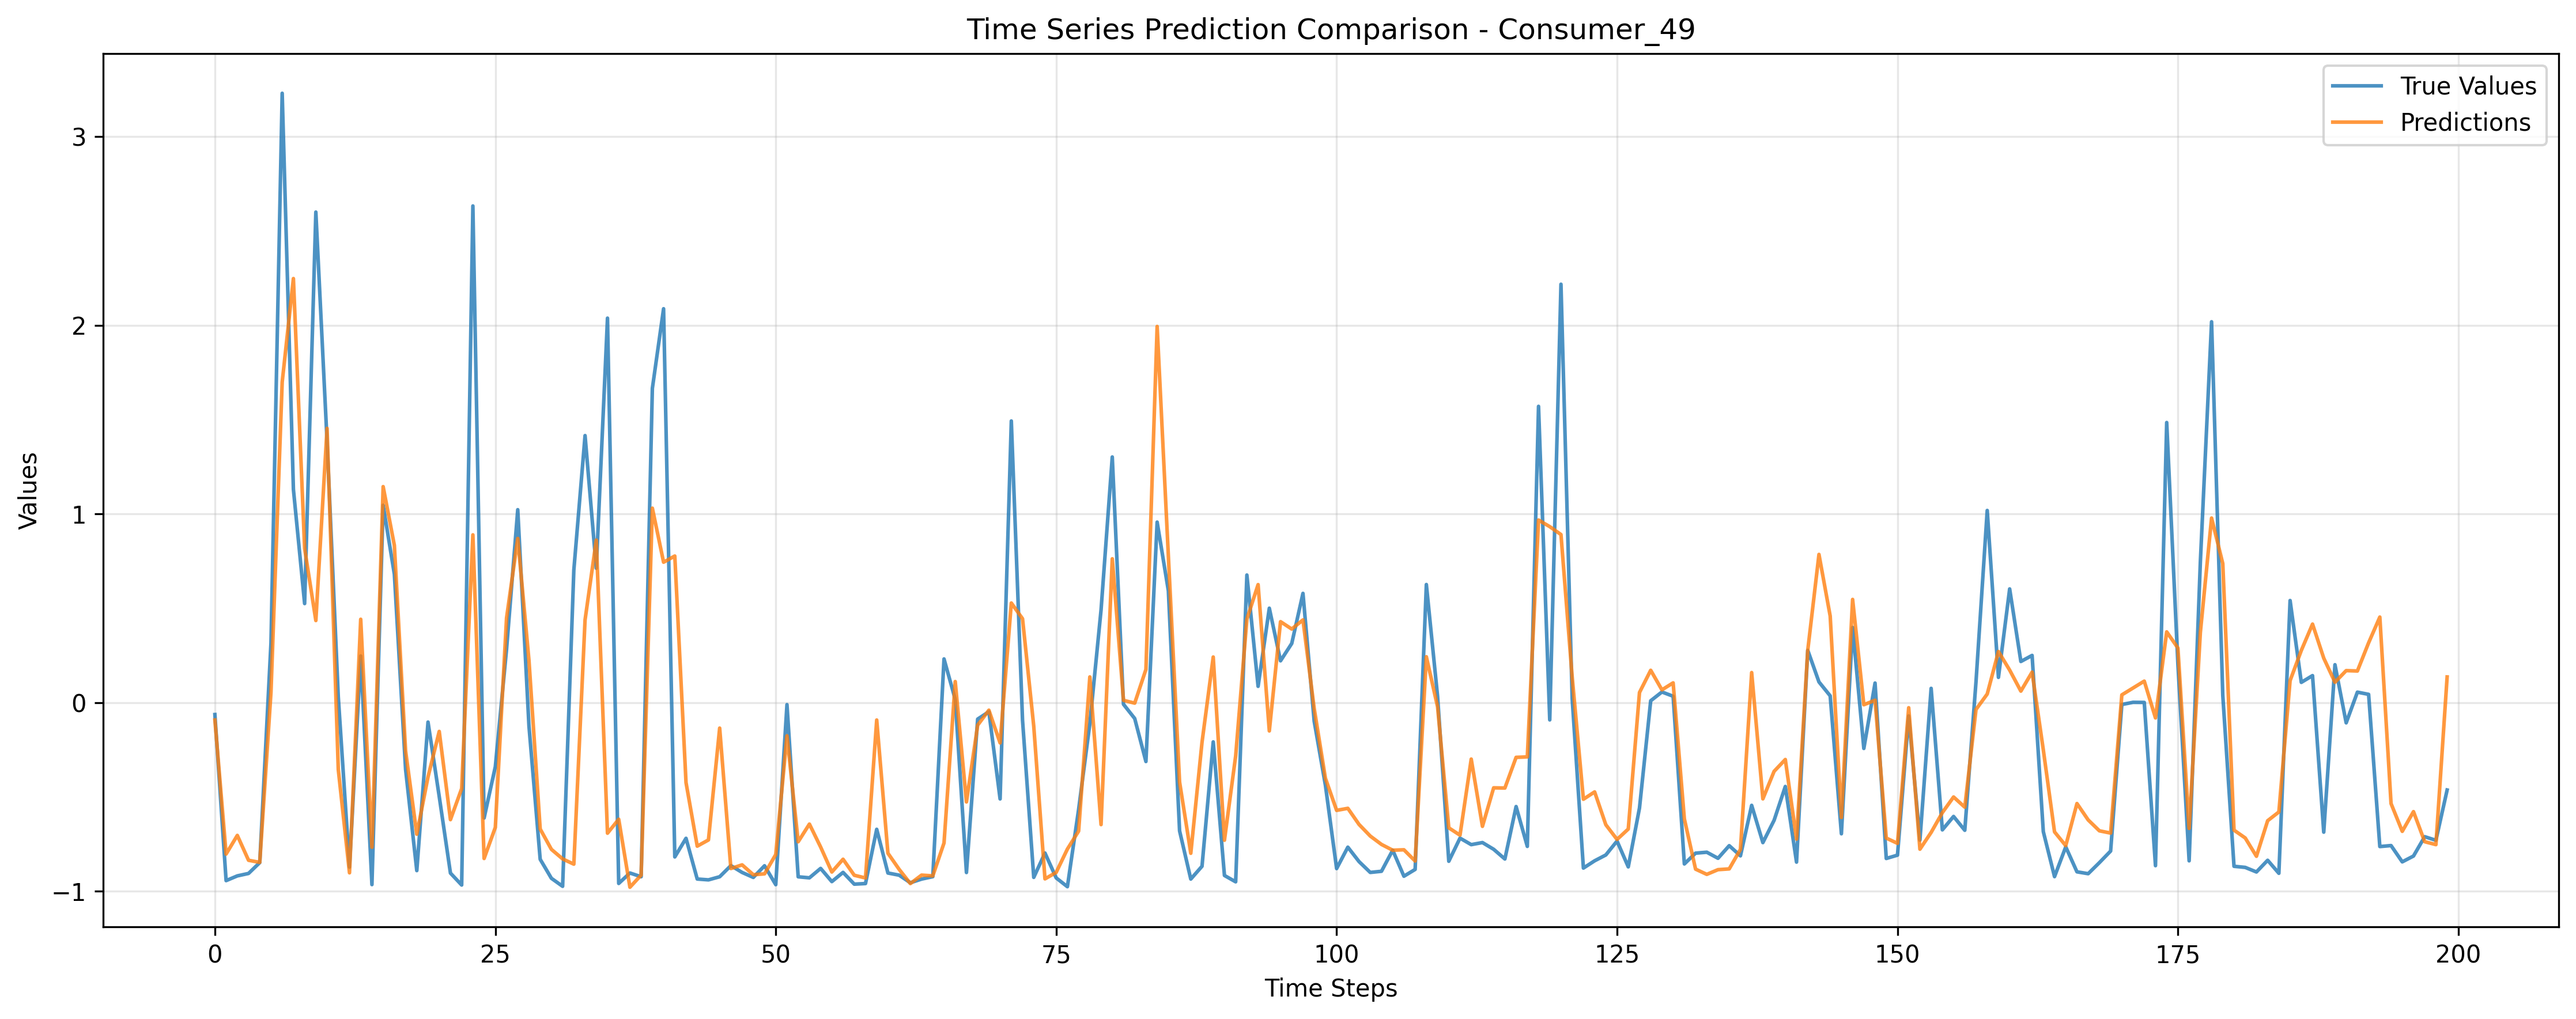 Time Series Prediction Comparison - Consumer_49
True Values
Predictions
Values
3
2
1
0
−1
0 25 50 75 100 125 150 175 200
Time Steps